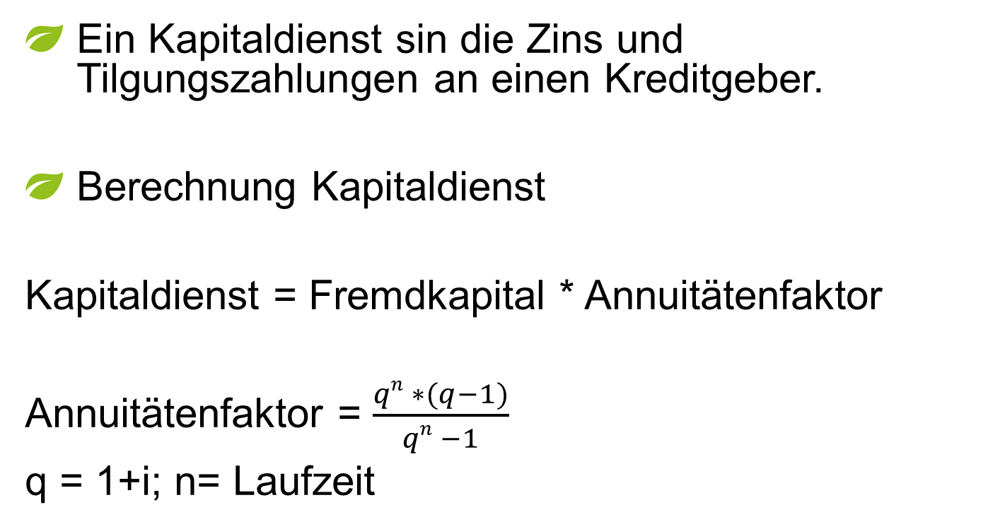 Ein Kapitaldienst sin die Zins und
Tilgungszahlungen an einen Kreditgeber.
Berechnung Kapitaldienst
Kapitaldienst = Fremdkapital * Annuitätenfaktor
Annuitätenfaktor = \frac{q^n *(q−1)}{q^n −1}
q = 1+i; n= Laufzeit